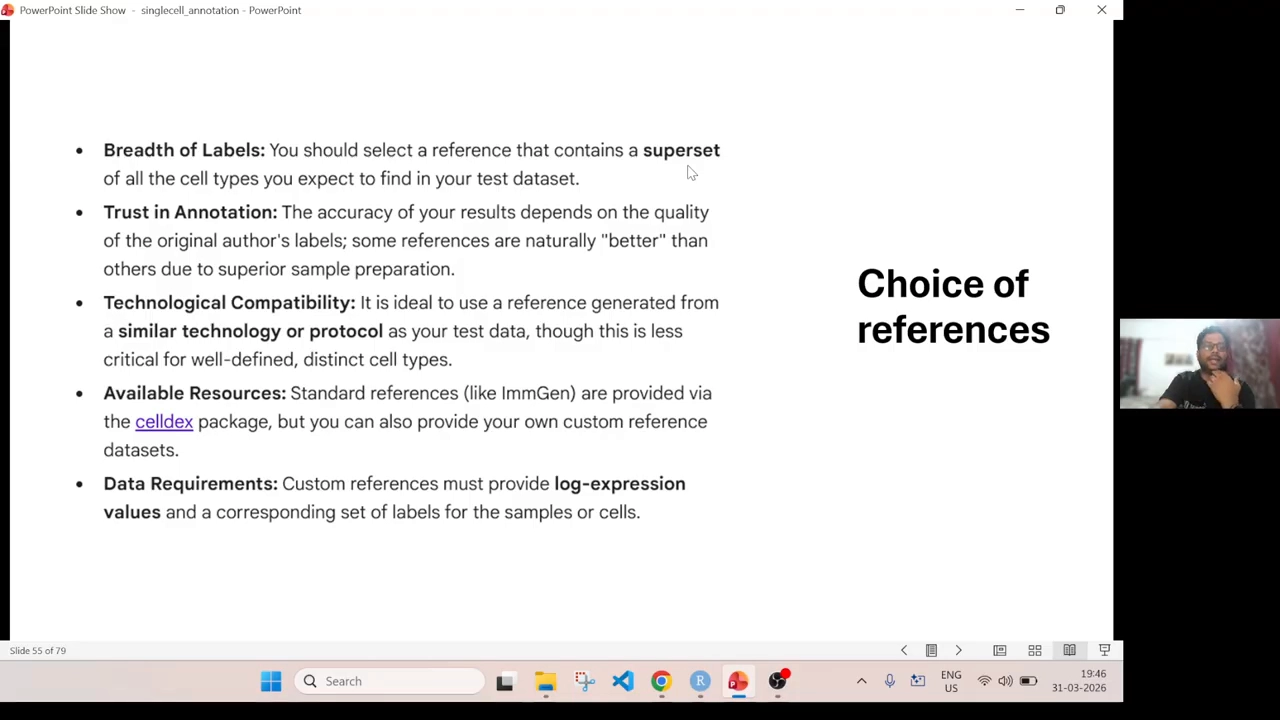 PowerPoint Slide Show - singlecell_annotation - PowerPoint
• Breadth of Labels: You should select a reference that contains a superset
of all the cell types you expect to find in your test dataset.
• Trust in Annotation: The accuracy of your results depends on the quality
of the original author's labels; some references are naturally "better" than
others due to superior sample preparation.
• Technological Compatibility: It is ideal to use a reference generated from
a similar technology or protocol as your test data, though this is less
critical for well-defined, distinct cell types.
• Available Resources: Standard references (like ImmGen) are provided via
the celldex package, but you can also provide your own custom reference
datasets.
• Data Requirements: Custom references must provide log-expression
values and a corresponding set of labels for the samples or cells.
Choice of
references
Slide 55 of 79
Search
ENG
US
19:46
31-03-2026